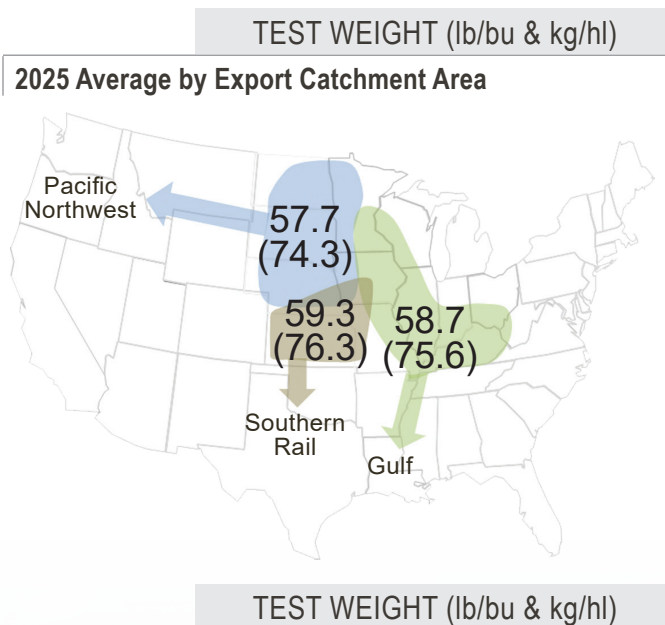 TEST WEIGHT (lb/bu & kg/hl)
2025 Average by Export Catchment Area
Pacific
Northwest
57.7
(74.3)
59.3
(76.3)
58.7
(75.6)
Southern
Rail
Gulf
TEST WEIGHT (lb/bu & kg/hl)